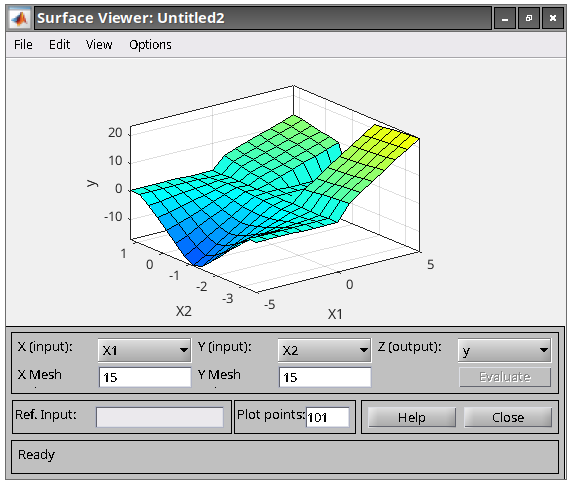 Surface Viewer: Untitled2
File Edit View Options
20
10
0
-10
y
1
0
-1
-2
-3
X2
-5
0
5
X1
X (input): X1 Y (input): X2 Z (output): y
X Mesh 15 Y Mesh 15 Evaluate
Ref. Input: Plot points: 101 Help Close
Ready